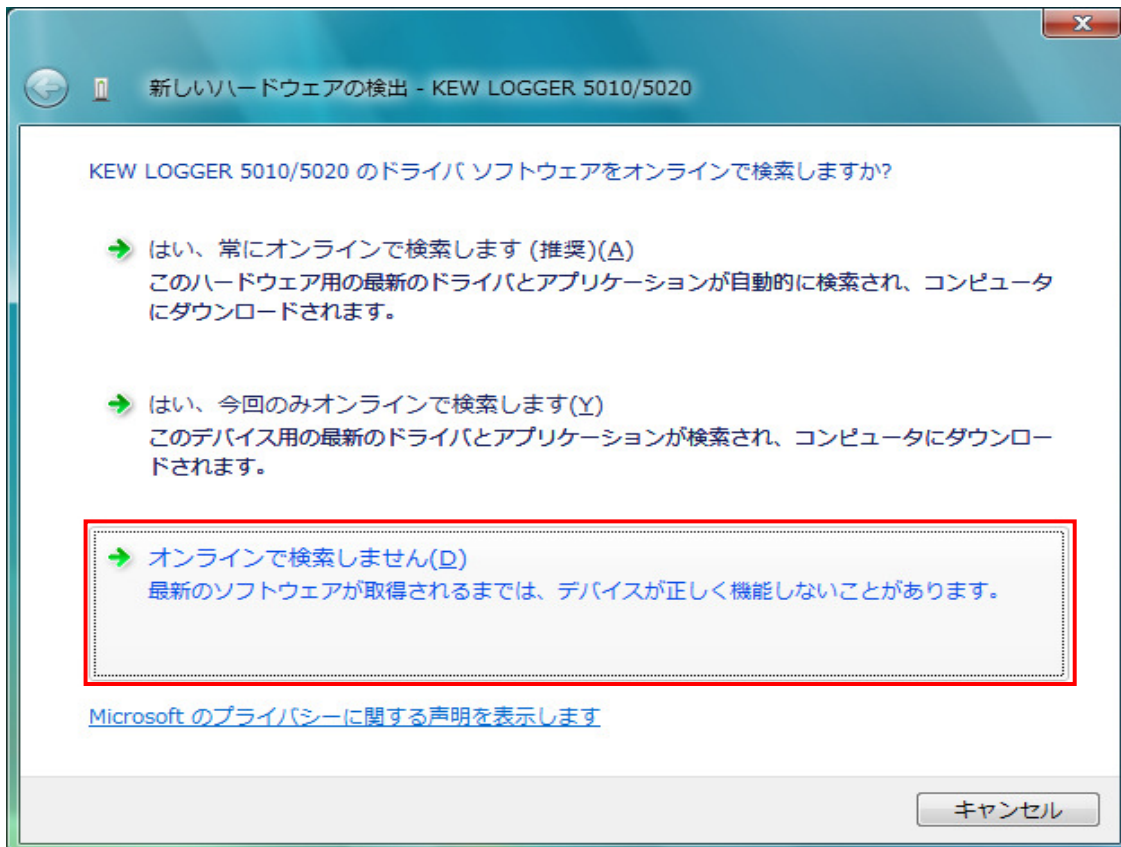 新しいハードウェアの検出 - KEW LOGGER 5010/5020
KEW LOGGER 5010/5020 のドライバ ソフトウェアをオンラインで検索しますか?
はい、常にオンラインで検索します (推奨)(A)
このハードウェア用の最新のドライバとアプリケーションが自動的に検索され、コンピュータ
にダウンロードされます。
はい、今回のみオンラインで検索します(Y)
このデバイス用の最新のドライバとアプリケーションが検索され、コンピュータにダウンロー
ドされます。
オンラインで検索しません(D)
最新のソフトウェアが取得されるまでは、デバイスが正しく機能しないことがあります。
Microsoft のプライバシーに関する声明を表示します
キャンセル